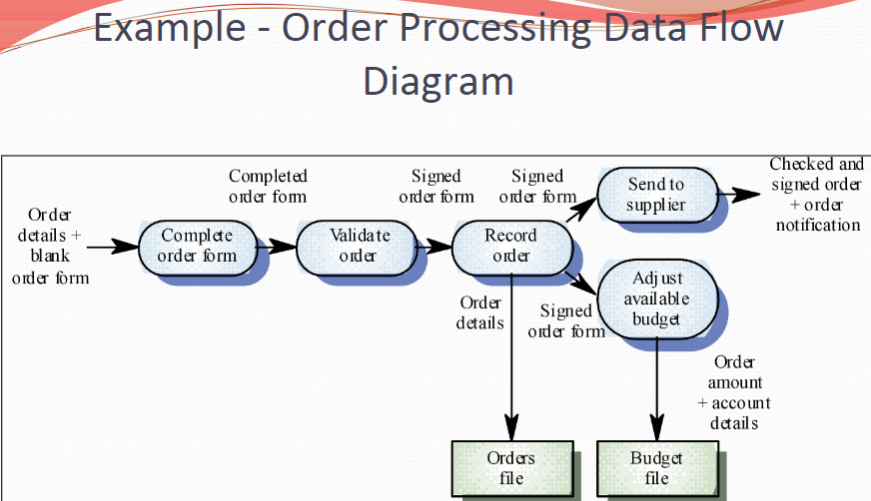 Example - Order Processing Data Flow
Diagram
Order
details +
blank
order form
Complete
order form
Completed
order form
Validate
order
Signed
order form
Record
order
Signed
order form
Send to
supplier
Checked and
signed order
+ order
notification
Order
details
Signed
order form
Adjust
available
budget
Order
amount
+ account
details
Orders
file
Budget
file